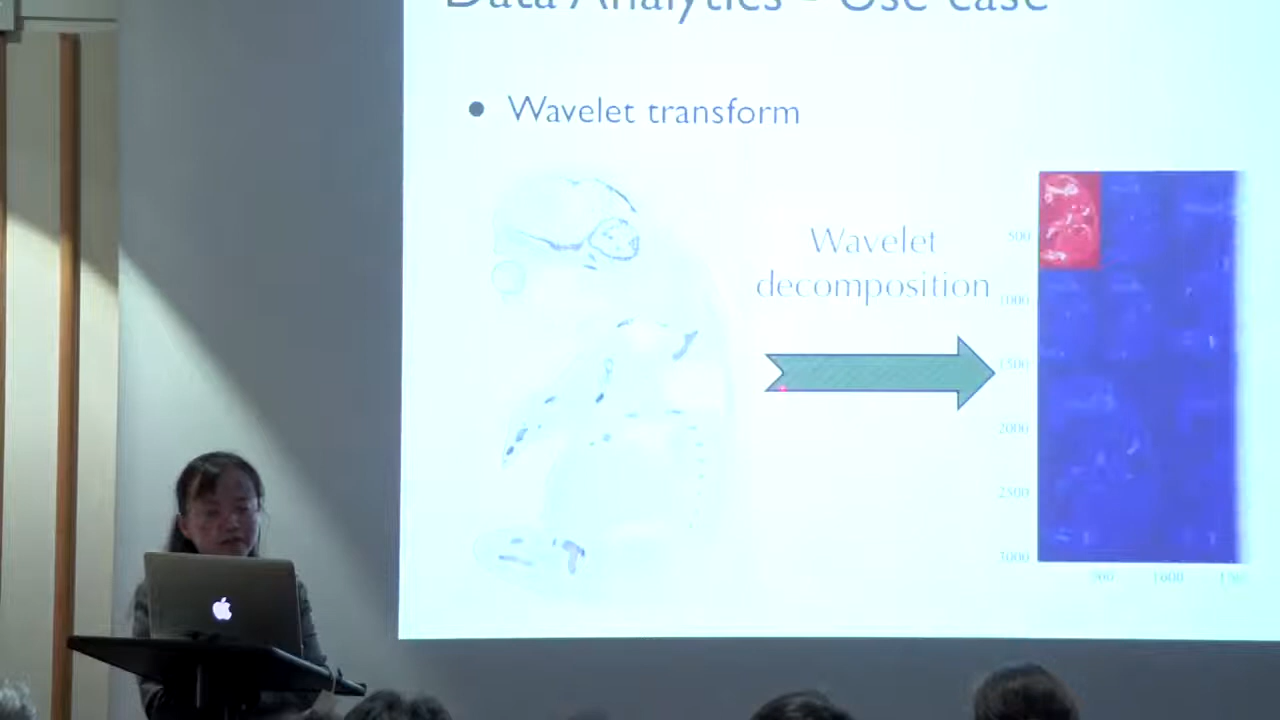 Data Analytics - Use case
Wavelet transform
Wavelet
decomposition
500
1000
1500
2000
2500
3000